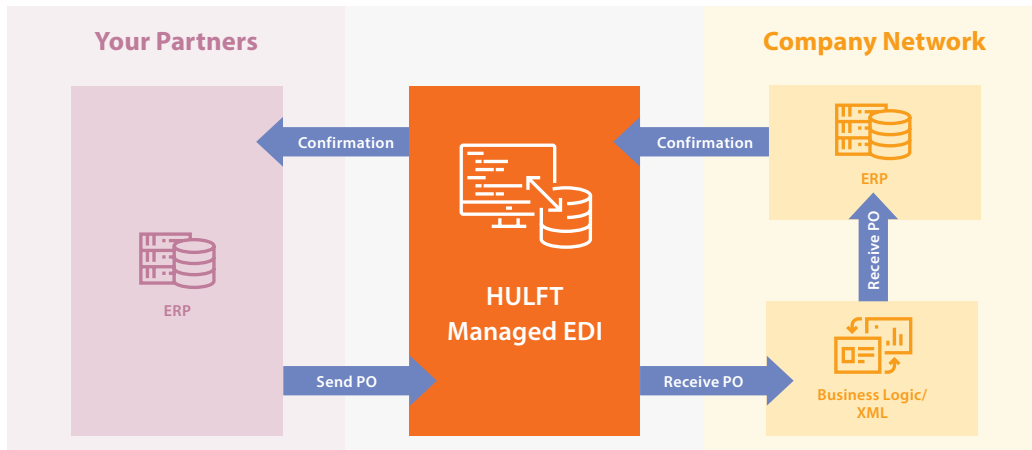 Your Partners
Company Network
Confirmation
Confirmation
ERP
Receive PO
ERP
HULFT
Managed EDI
Send PO
Receive PO
Business Logic/
XML